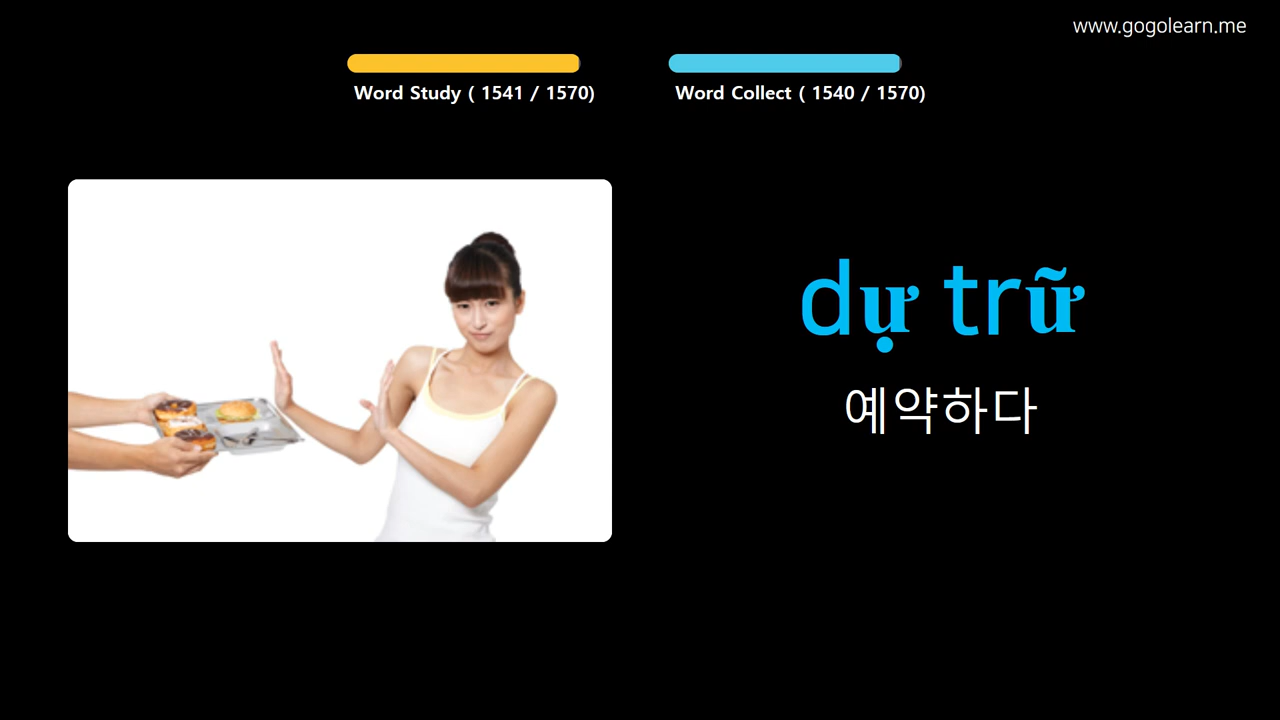 www.gogolearn.me
Word Study ( 1541 / 1570)
Word Collect ( 1540 / 1570)
dự trữ
예약하다